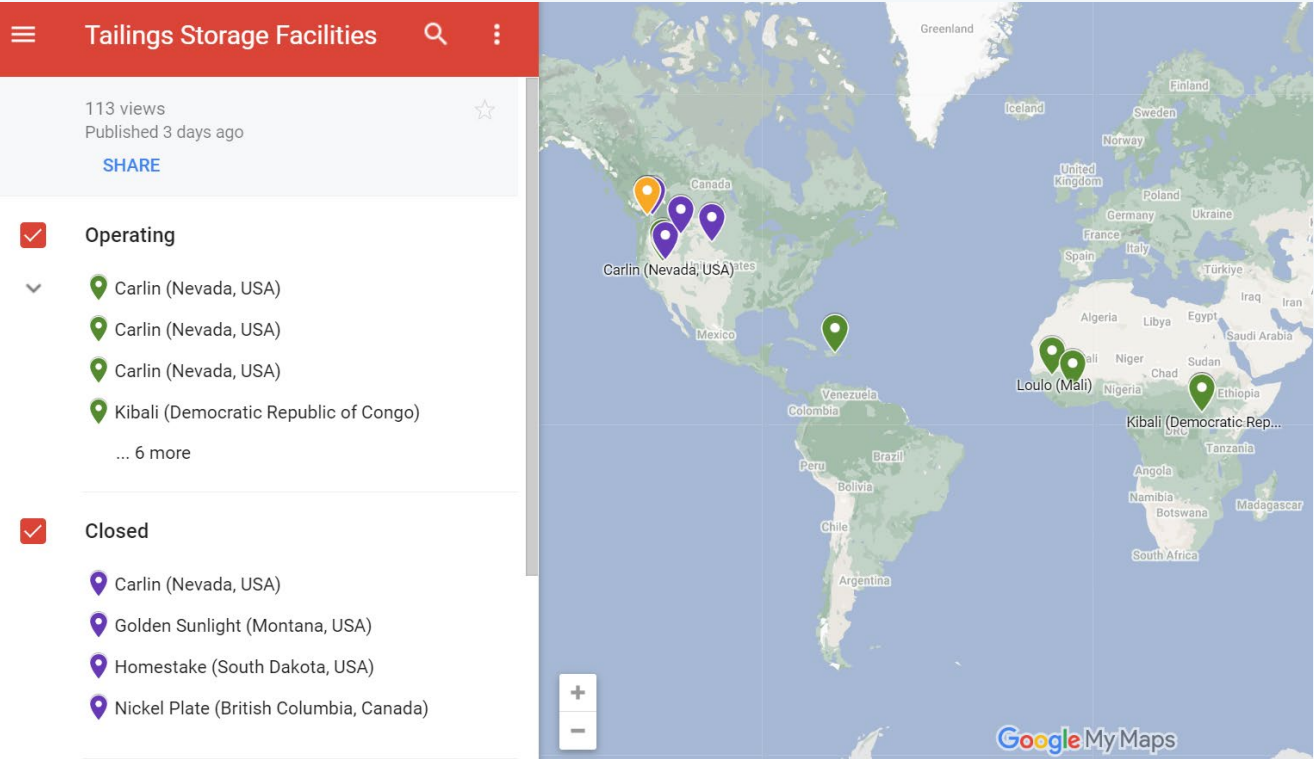 Tailings Storage Facilities
113 views
Published 3 days ago
SHARE
Operating
Carlin (Nevada, USA)
Carlin (Nevada, USA)
Carlin (Nevada, USA)
Kibali (Democratic Republic of Congo)
... 6 more
Closed
Carlin (Nevada, USA)
Golden Sunlight (Montana, USA)
Homestake (South Dakota, USA)
Nickel Plate (British Columbia, Canada)
Greenland
Iceland
Finland
Sweden
Norway
United
Kingdom
Poland
Germany
Ukraine
France
Italy
Spain
Türkiye
Iraq
Iran
Algeria
Libya
Egypt
Saudi Arabia
Canada
Carlin (Nevada, USA)
Mexico
Niger
Sudan
Chad
Loulo (Mali)
Nigeria
Ethiopia
Kibali (Democratic Rep...
DRC
Tanzania
Venezuela
Colombia
Brazil
Peru
Bolivia
Chile
Argentina
Angola
Namibia
Botswana
Madagascar
South Africa
+
−
Google My Maps